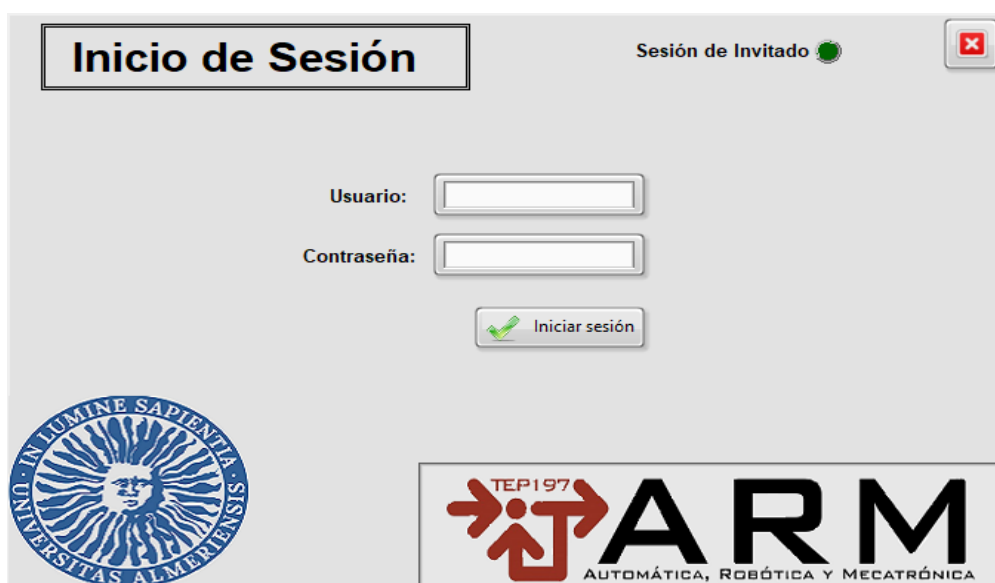 Inicio de Sesión
Sesión de Invitado
Usuario:
Contraseña:
Iniciar sesión
IN LUMINE SAPIENTIA · UNIVERSITAS ALMERIENSIS ·
TEP197
ARM
AUTOMÁTICA, ROBÓTICA Y MECATRÓNICA